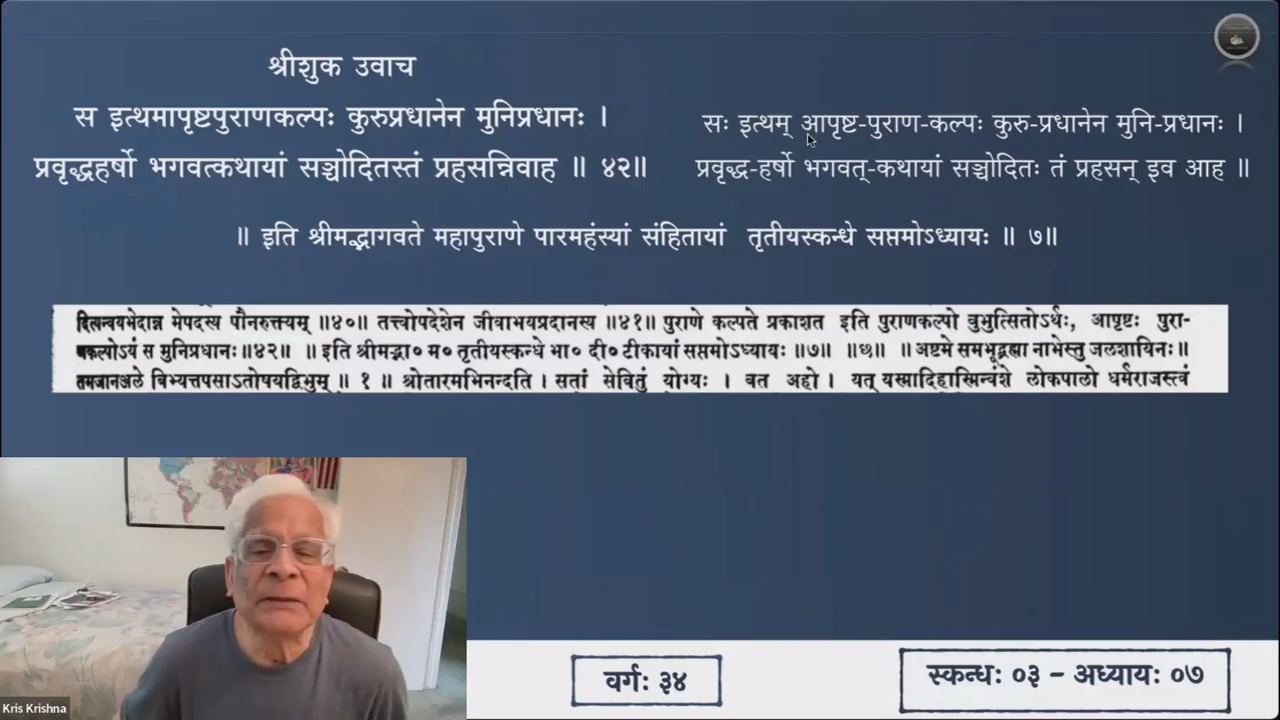 श्रीशुक उवाच
स इत्थमापृष्टपुराणकल्पः कुरुप्रधानेन मुनिप्रधानः ।
प्रवृद्धहर्षो भगवत्कथायां सञ्चोदितस्तं प्रहसन्निवाह ॥ ४२॥
सः इत्थम् आपृष्ट-पुराण-कल्पः कुरु-प्रधानेन मुनि-प्रधानः ।
प्रवृद्ध-हर्षो भगवत्-कथायां सञ्चोदितः तं प्रहसन् इव आह ॥
॥ इति श्रीमद्भागवते महापुराणे पारमहंस्यां संहितायां तृतीयस्कन्धे सप्तमोऽध्यायः ॥ ७॥
दित्यन्वयभेदान्न मेपदस्य पौनरुक्त्यम् ॥४०॥ तत्त्वोपदेशेन जीवाभयप्रदानस्य ॥४१॥ पुराणे कल्पते प्रकाशत इति पुराणकल्पो बुभुत्सितोऽर्थः, आपृष्टः पुरा-
णकल्पोऽयं स मुनिप्रधानः॥४२॥ ॥ इति श्रीमद्भा० म० तृतीयस्कन्धे भा० दी० टीकायां सप्तमोऽध्यायः ॥७॥ ॥छ॥ ॥ अष्टमे समभूद्ब्रह्मा नाभेस्तु जलशायिनः॥
तमजानन्नले बिभ्यत्तपसाऽतोषयद्विभुम् ॥ १ ॥ श्रोतारमभिनन्दति । सतां सेवितुं योग्यः । बत अहो । यत् यस्मादिहास्मिन्वंशे लोकपालो धर्मराजस्त्वं
वर्गः ३४
स्कन्धः ०३ – अध्यायः ०७
Kris Krishna